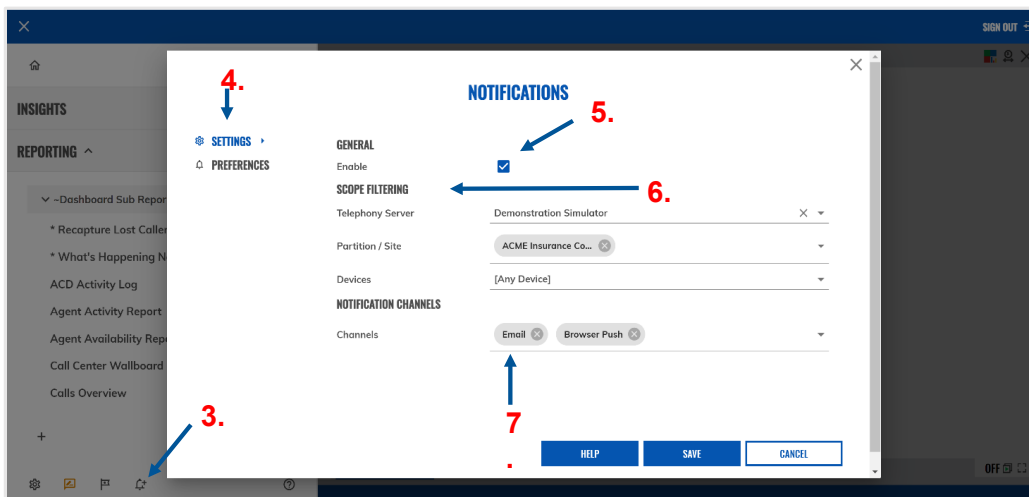 SIGN OUT
4.
NOTIFICATIONS
5.
INSIGHTS
SETTINGS
GENERAL
REPORTING
PREFERENCES
Enable
SCOPE FILTERING
6.
~Dashboard Sub Repor
Telephony Server
Demonstration Simulator
* Recapture Lost Caller
Partition / Site
ACME Insurance Co...
* What's Happening N
ACD Activity Log
Devices
[Any Device]
NOTIFICATION CHANNELS
Agent Activity Report
Agent Availability Repo
Channels
Email
Browser Push
Call Center Wallboard
Calls Overview
3.
7
.
HELP
SAVE
CANCEL
OFF